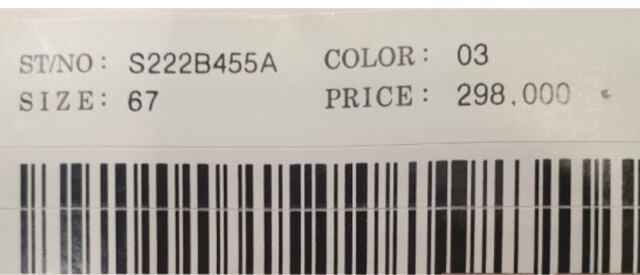 ST/NO: S222B455A COLOR: 03
SIZE: 67 PRICE: 298,000